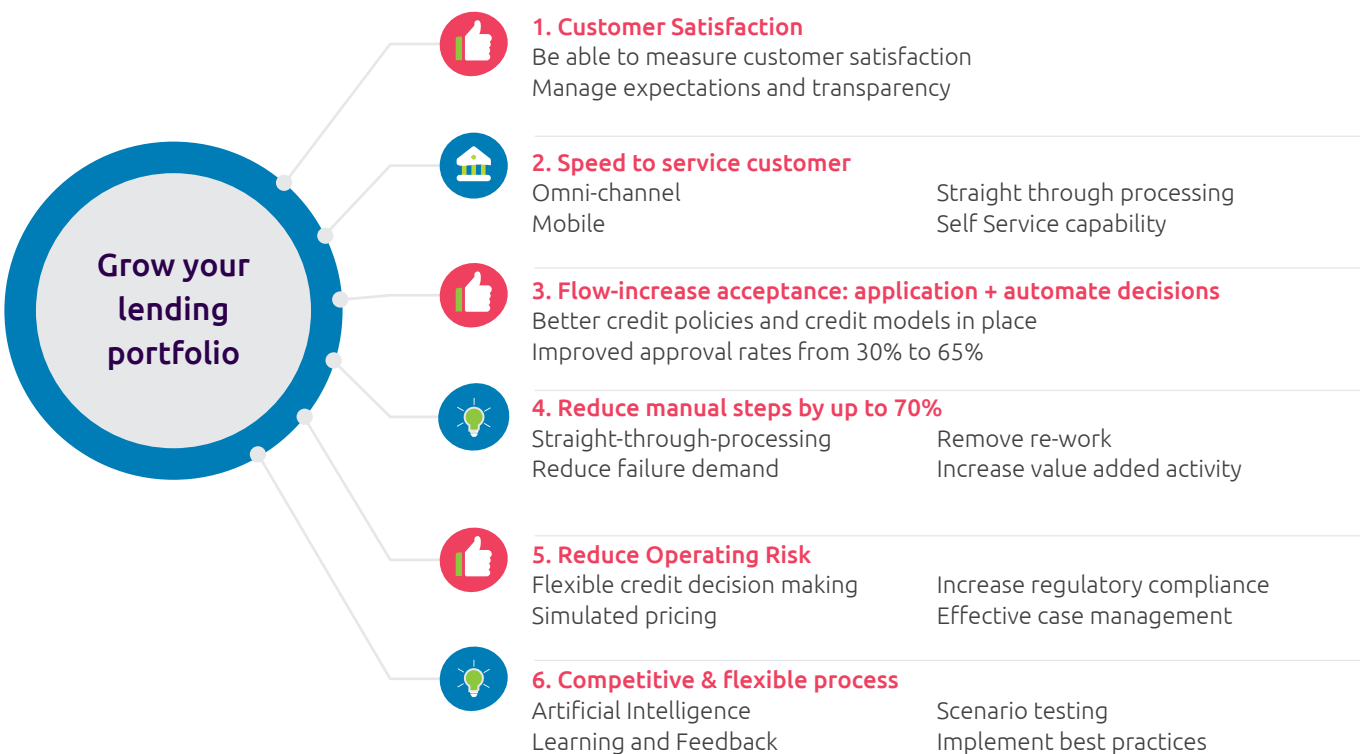 Grow your
lending
portfolio
1. Customer Satisfaction
Be able to measure customer satisfaction
Manage expectations and transparency
2. Speed to service customer
Omni-channel
Mobile
Straight through processing
Self Service capability
3. Flow-increase acceptance: application + automate decisions
Better credit policies and credit models in place
Improved approval rates from 30% to 65%
4. Reduce manual steps by up to 70%
Straight-through-processing
Reduce failure demand
Remove re-work
Increase value added activity
5. Reduce Operating Risk
Flexible credit decision making
Simulated pricing
Increase regulatory compliance
Effective case management
6. Competitive & flexible process
Artificial Intelligence
Learning and Feedback
Scenario testing
Implement best practices